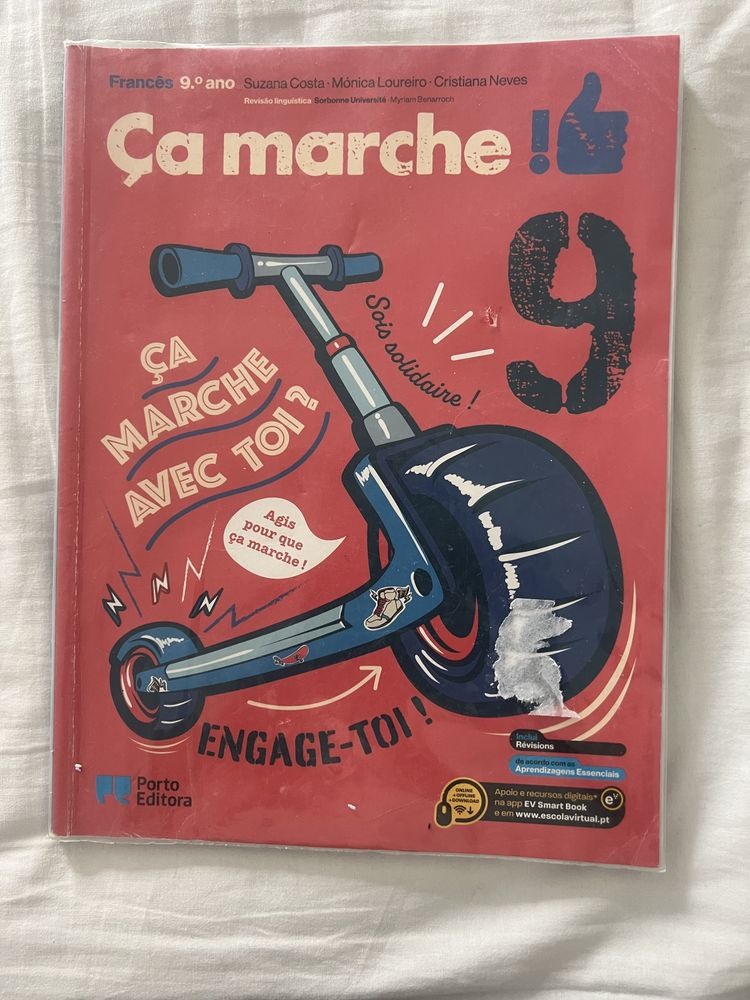 Francês 9.º ano Suzana Costa · Mónica Loureiro · Cristiana Neves
Revisão linguística Sorbonne Université · Myriam Benarroch
Ça marche !
9
Sois solidaire !
ÇA
MARCHE
AVEC TOI ?
Agis
pour que
ça marche !
ENGAGE-TOI !
Inclui
Révisions
de acordo com as
Aprendizagens Essenciais
Porto
Editora
ONLINE
+OFFLINE
+DOWNLOAD
Apoio e recursos digitais*
na app EV Smart Book
e em www.escolavirtual.pt
eV